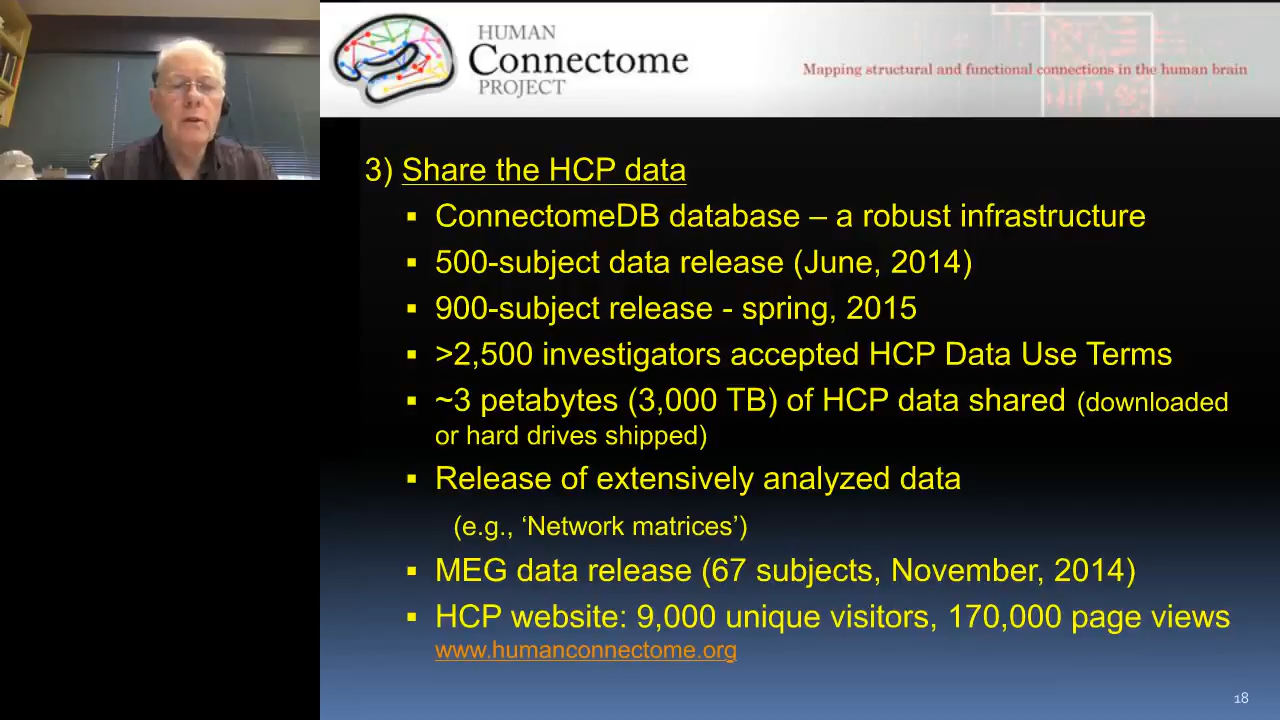 HUMAN
Connectome
PROJECT
Mapping structural and functional connections in the human brain
3) Share the HCP data
▪ ConnectomeDB database – a robust infrastructure
▪ 500-subject data release (June, 2014)
▪ 900-subject release - spring, 2015
▪ >2,500 investigators accepted HCP Data Use Terms
▪ ~3 petabytes (3,000 TB) of HCP data shared (downloaded
or hard drives shipped)
▪ Release of extensively analyzed data
(e.g., ‘Network matrices’)
▪ MEG data release (67 subjects, November, 2014)
▪ HCP website: 9,000 unique visitors, 170,000 page views
www.humanconnectome.org
18